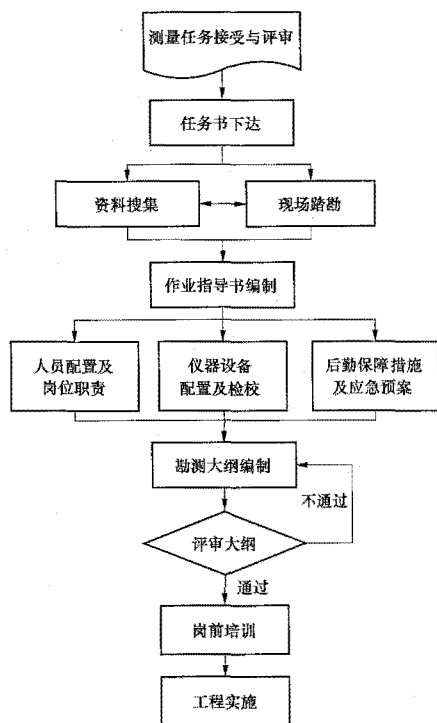 测量任务接受与评审
任务书下达
资料搜集
现场踏勘
作业指导书编制
人员配置及
岗位职责
仪器设备
配置及检校
后勤保障措施
及应急预案
勘测大纲编制
不通过
评审大纲
通过
岗前培训
工程实施